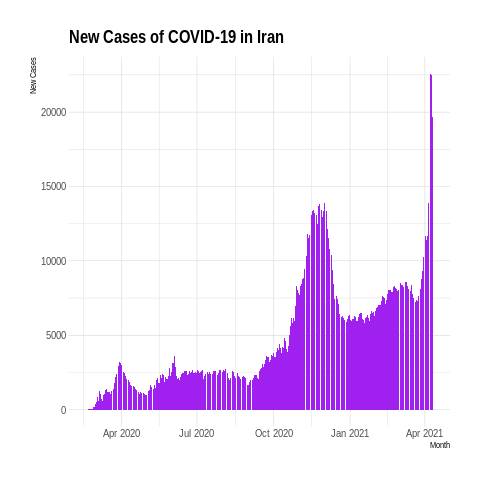 New Cases of COVID-19 in Iran
New Cases
20000
15000
10000
5000
0
Apr 2020 Jul 2020 Oct 2020 Jan 2021 Apr 2021
Month